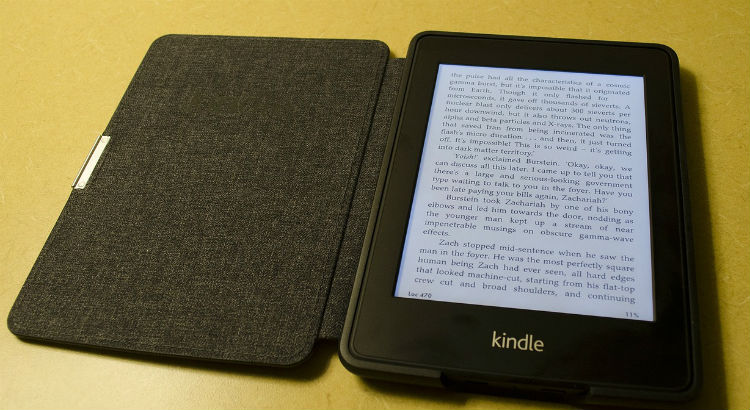 the pulse had all the characteristics of a cosmic
gamma burst, but it's impossible that it originated
from Earth. Though it only flashed for
microseconds, it gave off thousands of sieverts. A
nuclear blast only delivers about 300 sieverts per
hour downwind, but it also throws out neutrons,
alpha and beta particles and X-rays. The only thing
that saved Iran from being incinerated was the
flash's micro duration . . . and then, it just turned
off. It's impossible! This is so weird – it's getting
into dark matter territory.'
'Yeish!' exclaimed Burstein. 'Okay, okay, we
can discuss all this later. I came up to tell you that
there's a large and serious-looking government
type waiting to talk to you in the foyer. Have you
been late paying your bills again, Zachariah?'
Burstein took Zachariah by one of his bony
elbows and led him towards the door, nodding as
the younger man kept up a stream of near
impenetrable musings on obscure gamma-wave
effects.
Zach stopped mid-sentence when he saw the
man in the foyer. He was the most perfectly square
human being Zach had ever seen, all hard edges
that looked machine-cut, starting from his flat-top
crew cut and broad shoulders, and continuing
Loc 470 11%
kindle